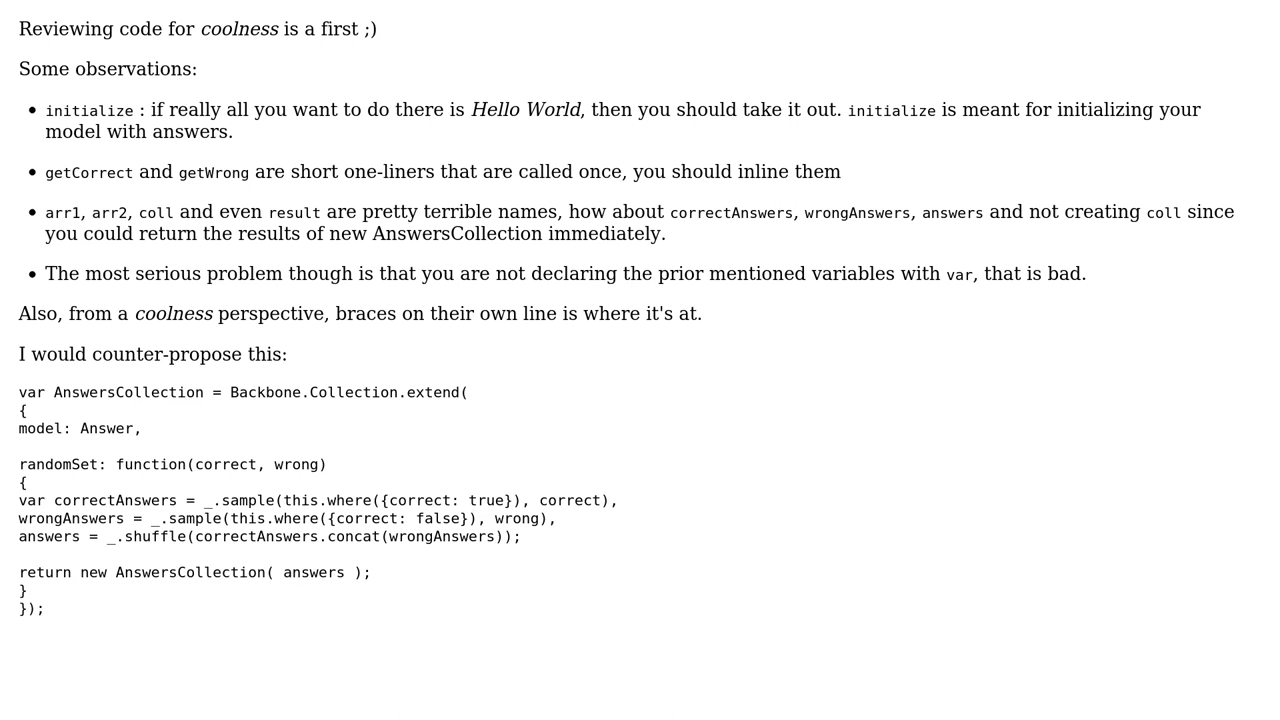 Reviewing code for coolness is a first ;)
Some observations:
initialize : if really all you want to do there is Hello World, then you should take it out. initialize is meant for initializing your
model with answers.
getCorrect and getWrong are short one-liners that are called once, you should inline them
arr1, arr2, coll and even result are pretty terrible names, how about correctAnswers, wrongAnswers, answers and not creating coll since
you could return the results of new AnswersCollection immediately.
The most serious problem though is that you are not declaring the prior mentioned variables with var, that is bad.
Also, from a coolness perspective, braces on their own line is where it's at.
I would counter-propose this:
var AnswersCollection = Backbone.Collection.extend(
{
model: Answer,
randomSet: function(correct, wrong)
{
var correctAnswers = _.sample(this.where({correct: true}), correct),
wrongAnswers = _.sample(this.where({correct: false}), wrong),
answers = _.shuffle(correctAnswers.concat(wrongAnswers));
return new AnswersCollection( answers );
}
});